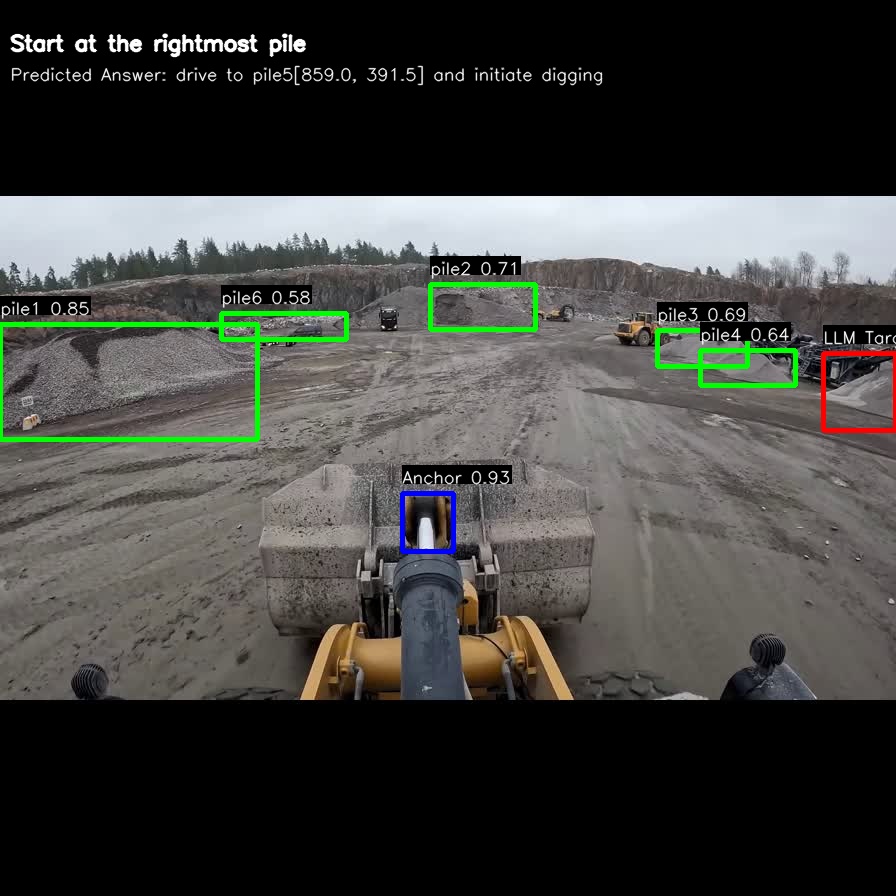 Start at the rightmost pile
Predicted Answer: drive to pile5[859.0, 391.5] and initiate digging
pile2 0.71
pile6 0.58
pile1 0.85
pile3 0.69
pile4 0.64
LLM
Anchor 0.93